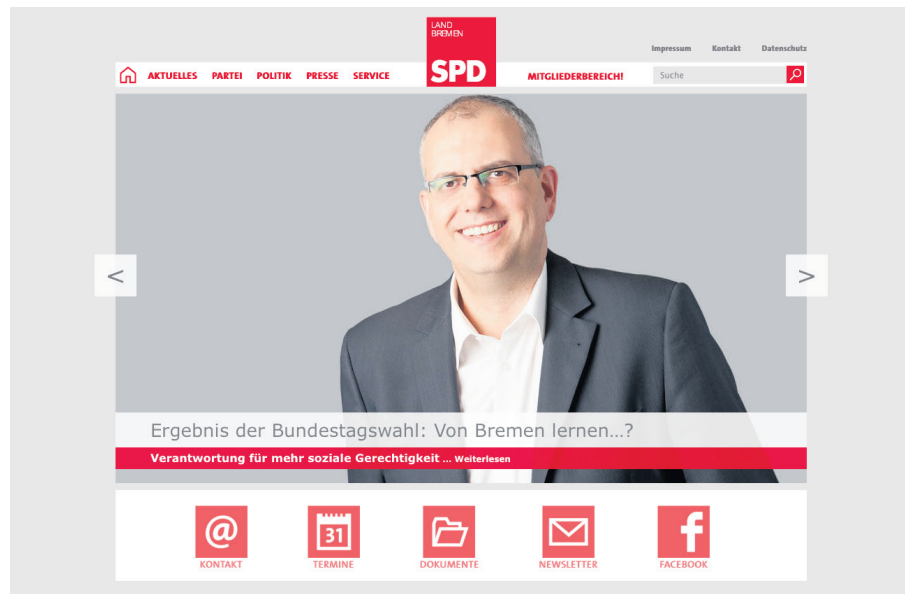 LAND
BREMEN
SPD
Impressum Kontakt Datenschutz
AKTUELLES PARTEI POLITIK PRESSE SERVICE MITGLIEDERBEREICH! Suche
< >
Ergebnis der Bundestagswahl: Von Bremen lernen...?
Verantwortung für mehr soziale Gerechtigkeit ... Weiterlesen
@ 31 f
KONTAKT TERMINE DOKUMENTE NEWSLETTER FACEBOOK